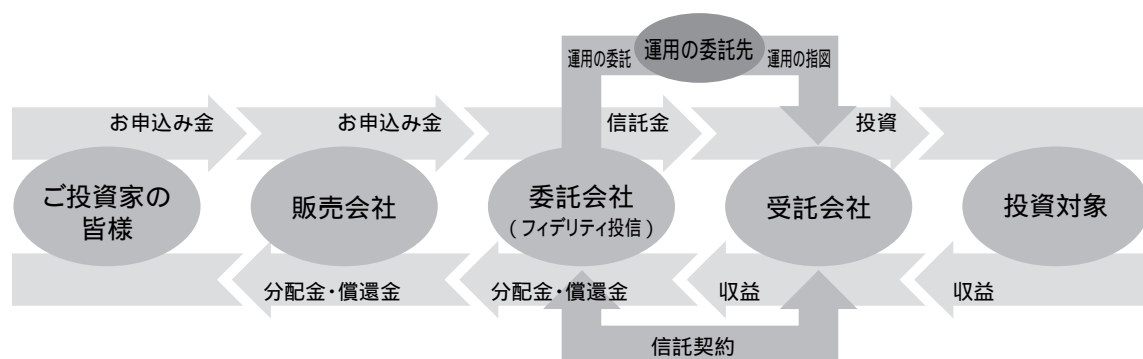 運用の委託
運用の委託先
運用の指図
お申込み金
お申込み金
信託金
投資
ご投資家の
皆様
販売会社
委託会社
(フィデリティ投信)
受託会社
投資対象
分配金・償還金
分配金・償還金
収益
収益
信託契約